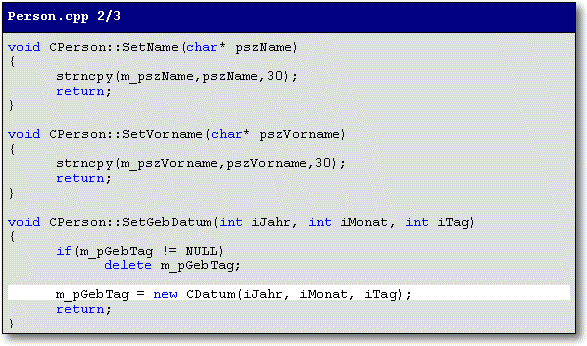 Person.cpp 2/3
void CPerson::SetName(char* pszName)
{
strncpy(m_pszName,pszName,30);
return;
}
void CPerson::SetVorname(char* pszVorname)
{
strncpy(m_pszVorname,pszVorname,30);
return;
}
void CPerson::SetGebDatum(int iJahr, int iMonat, int iTag)
{
if(m_pGebTag != NULL)
delete m_pGebTag;
m_pGebTag = new CDatum(iJahr, iMonat, iTag);
return;
}